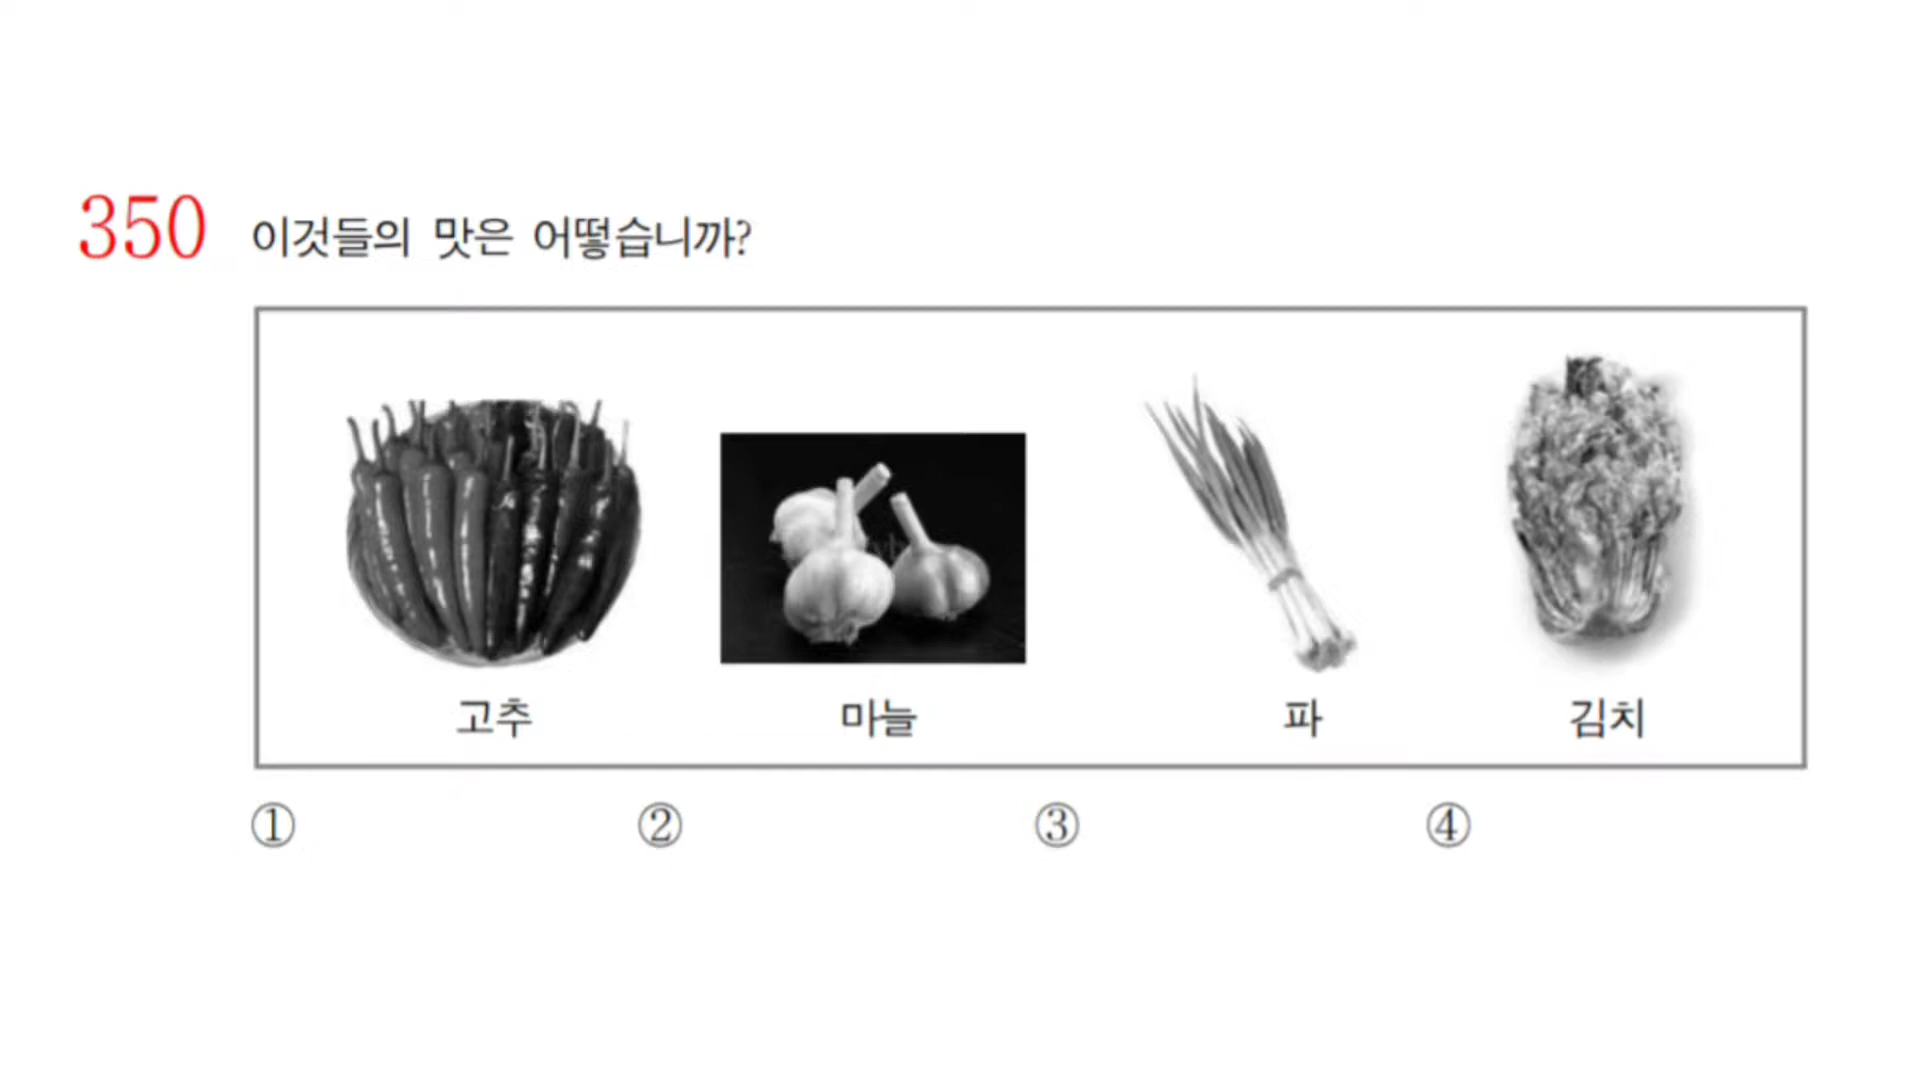 350 이것들의 맛은 어떻습니까?
고추 마늘 파 김치
① ② ③ ④